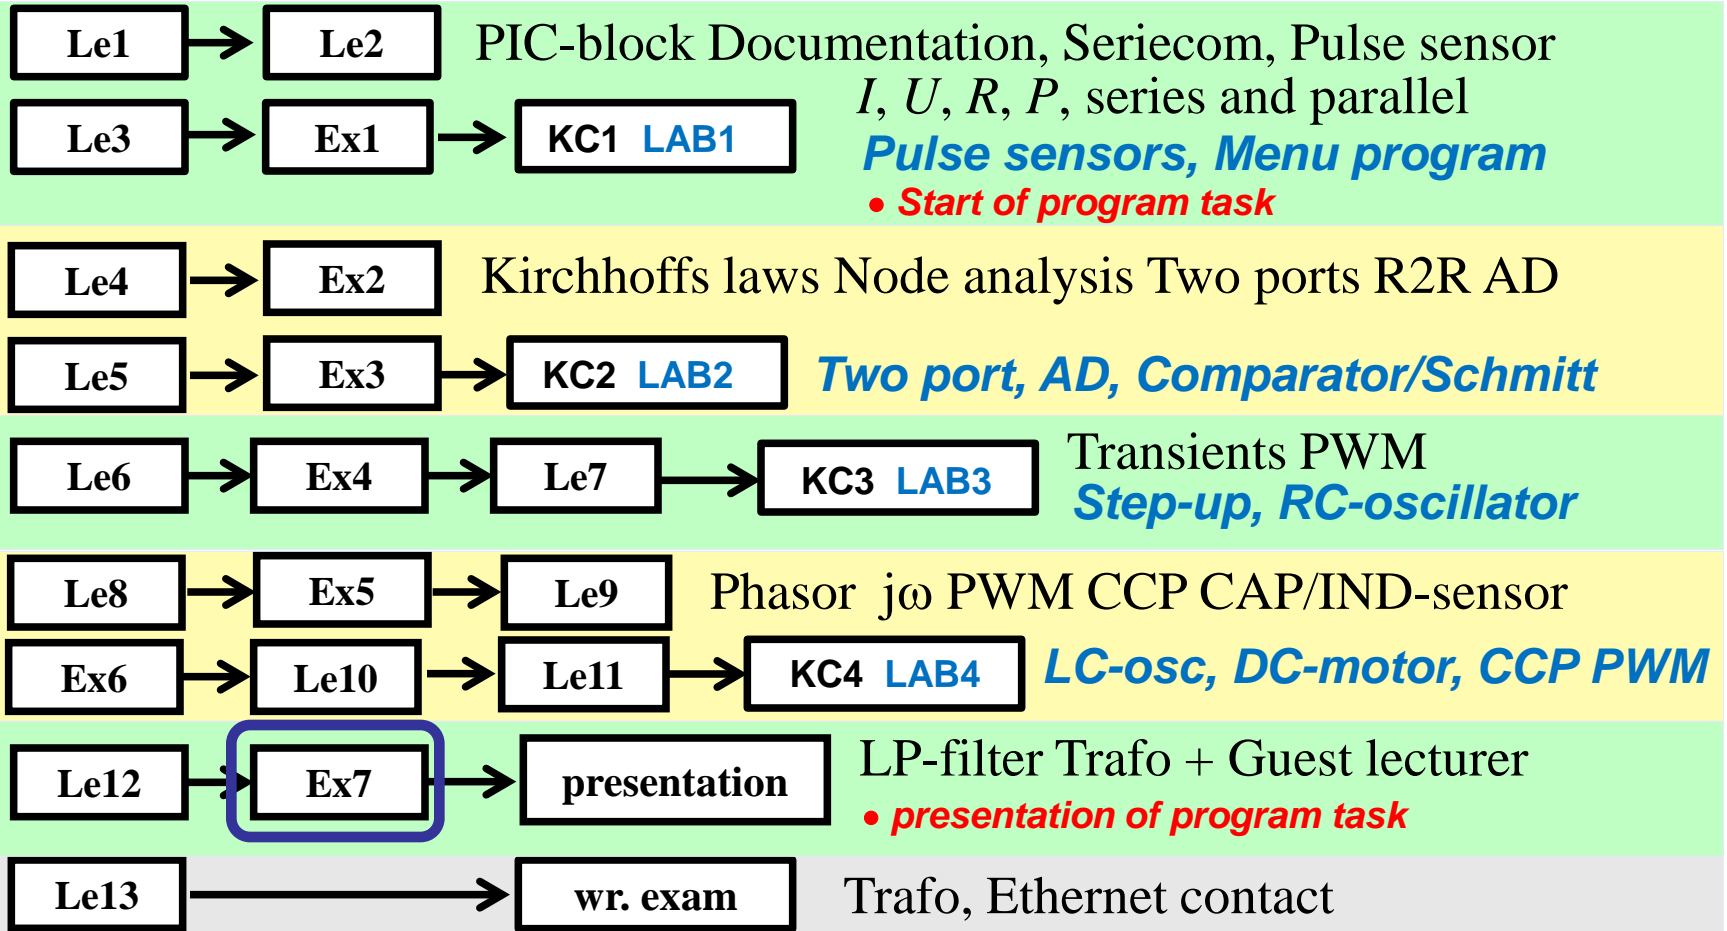 Le1 Le2 PIC-block Documentation, Seriecom, Pulse sensor
I, U, R, P, series and parallel
Le3 Ex1 KC1 LAB1 Pulse sensors, Menu program
• Start of program task
Le4 Ex2 Kirchhoffs laws Node analysis Two ports R2R AD
Le5 Ex3 KC2 LAB2 Two port, AD, Comparator/Schmitt
Transients PWM
Le6 Ex4 Le7 KC3 LAB3
Step-up, RC-oscillator
Le8 Ex5 Le9 Phasor jω PWM CCP CAP/IND-sensor
Ex6 Le10 Le11 KC4 LAB4 LC-osc, DC-motor, CCP PWM
LP-filter Trafo + Guest lecturer
Le12 Ex7 presentation
• presentation of program task
Le13 wr. exam Trafo, Ethernet contact